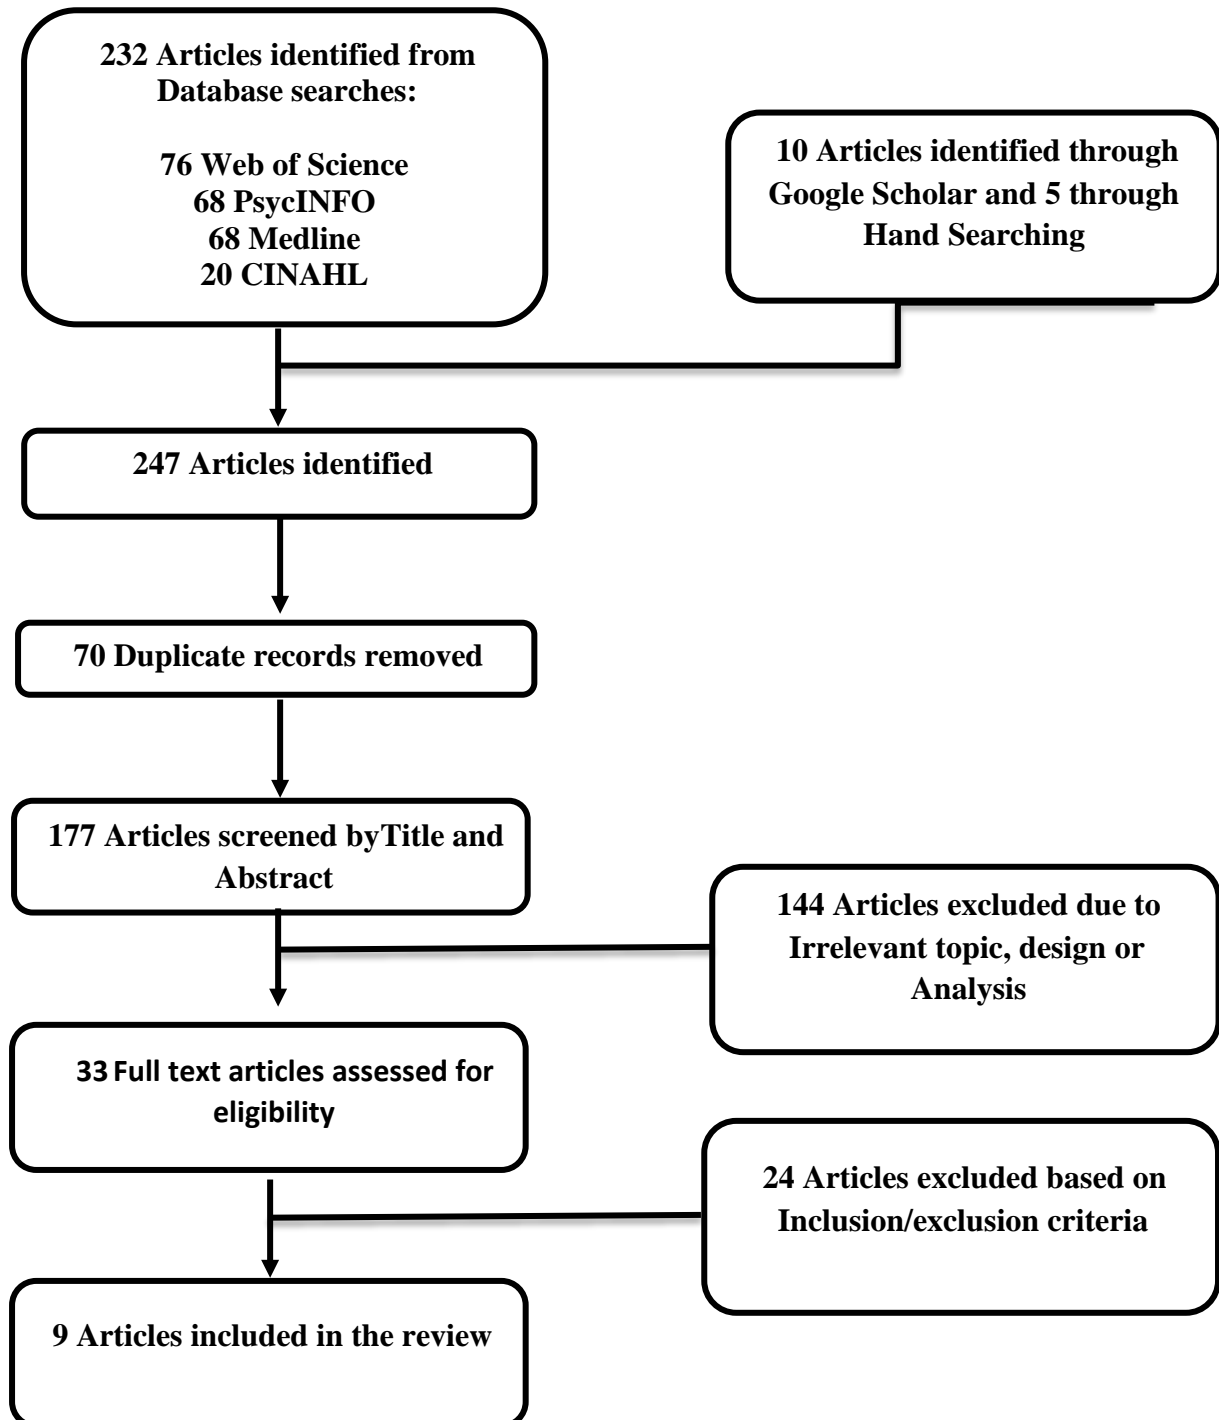 232 Articles identified from
Database searches:
76 Web of Science
68 PsycINFO
68 Medline
20 CINAHL
10 Articles identified through
Google Scholar and 5 through
Hand Searching
247 Articles identified
70 Duplicate records removed
177 Articles screened byTitle and
Abstract
144 Articles excluded due to
Irrelevant topic, design or
Analysis
33 Full text articles assessed for
eligibility
24 Articles excluded based on
Inclusion/exclusion criteria
9 Articles included in the review